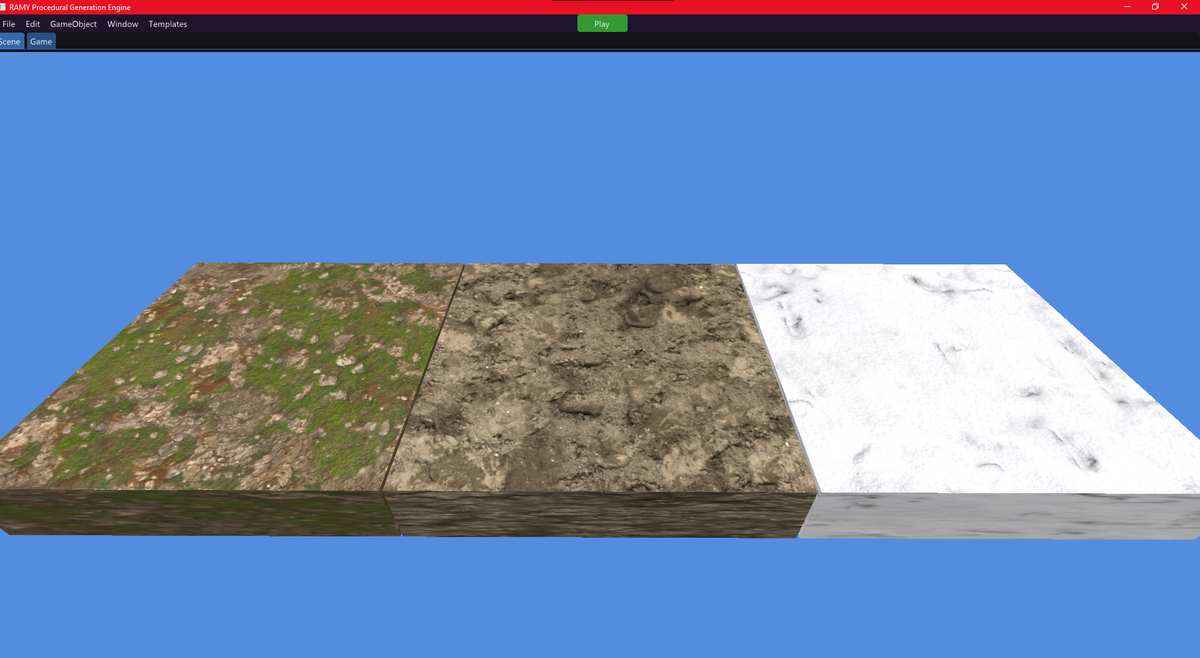 RAMY Procedural Generation Engine
File Edit GameObject Window Templates Play
Scene Game